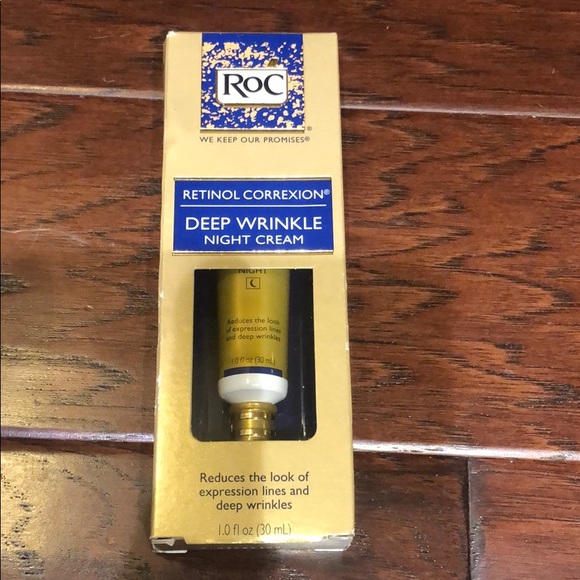 RoC
WE KEEP OUR PROMISES®
RETINOL CORREXION®
DEEP WRINKLE
NIGHT CREAM
NIGHT
Reduces the look
of expression lines
and deep wrinkles
1.0 fl oz (30 mL)
Reduces the look of
expression lines and
deep wrinkles
1.0 fl oz (30 mL)